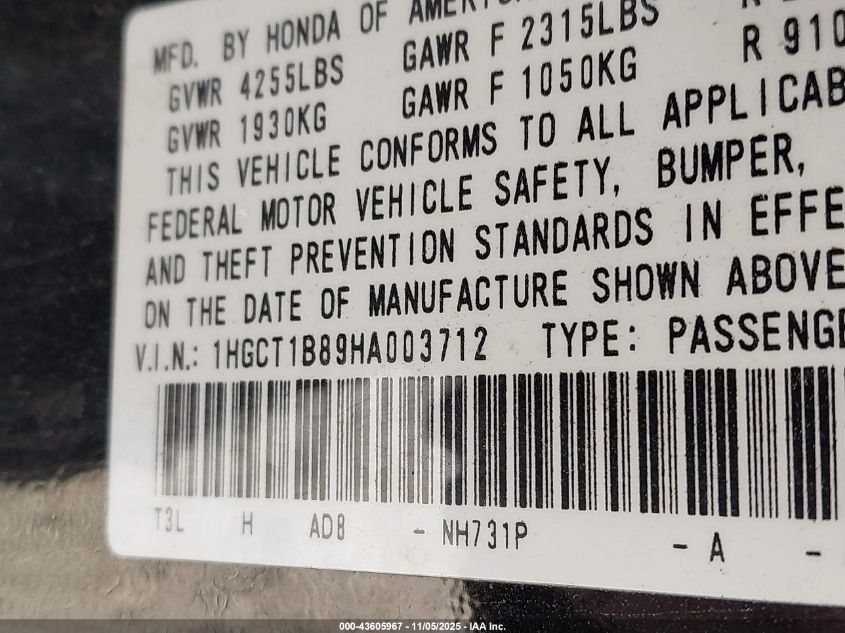 MFD. BY HONDA OF
GVWR 4255LBS GAWR F 2315LBS
GVWR 1930KG GAWR F 1050KG R 910
THIS VEHICLE CONFORMS TO ALL APPLICAB
FEDERAL MOTOR VEHICLE SAFETY, BUMPER,
AND THEFT PREVENTION STANDARDS IN EFFE
ON THE DATE OF MANUFACTURE SHOWN ABOVE
V.I.N.: 1HGCT1B89HA003712 TYPE: PASSENGE
T3L H AD8 - NH731P - A -
000-43605967 - 11/05/2025 - IAA Inc.